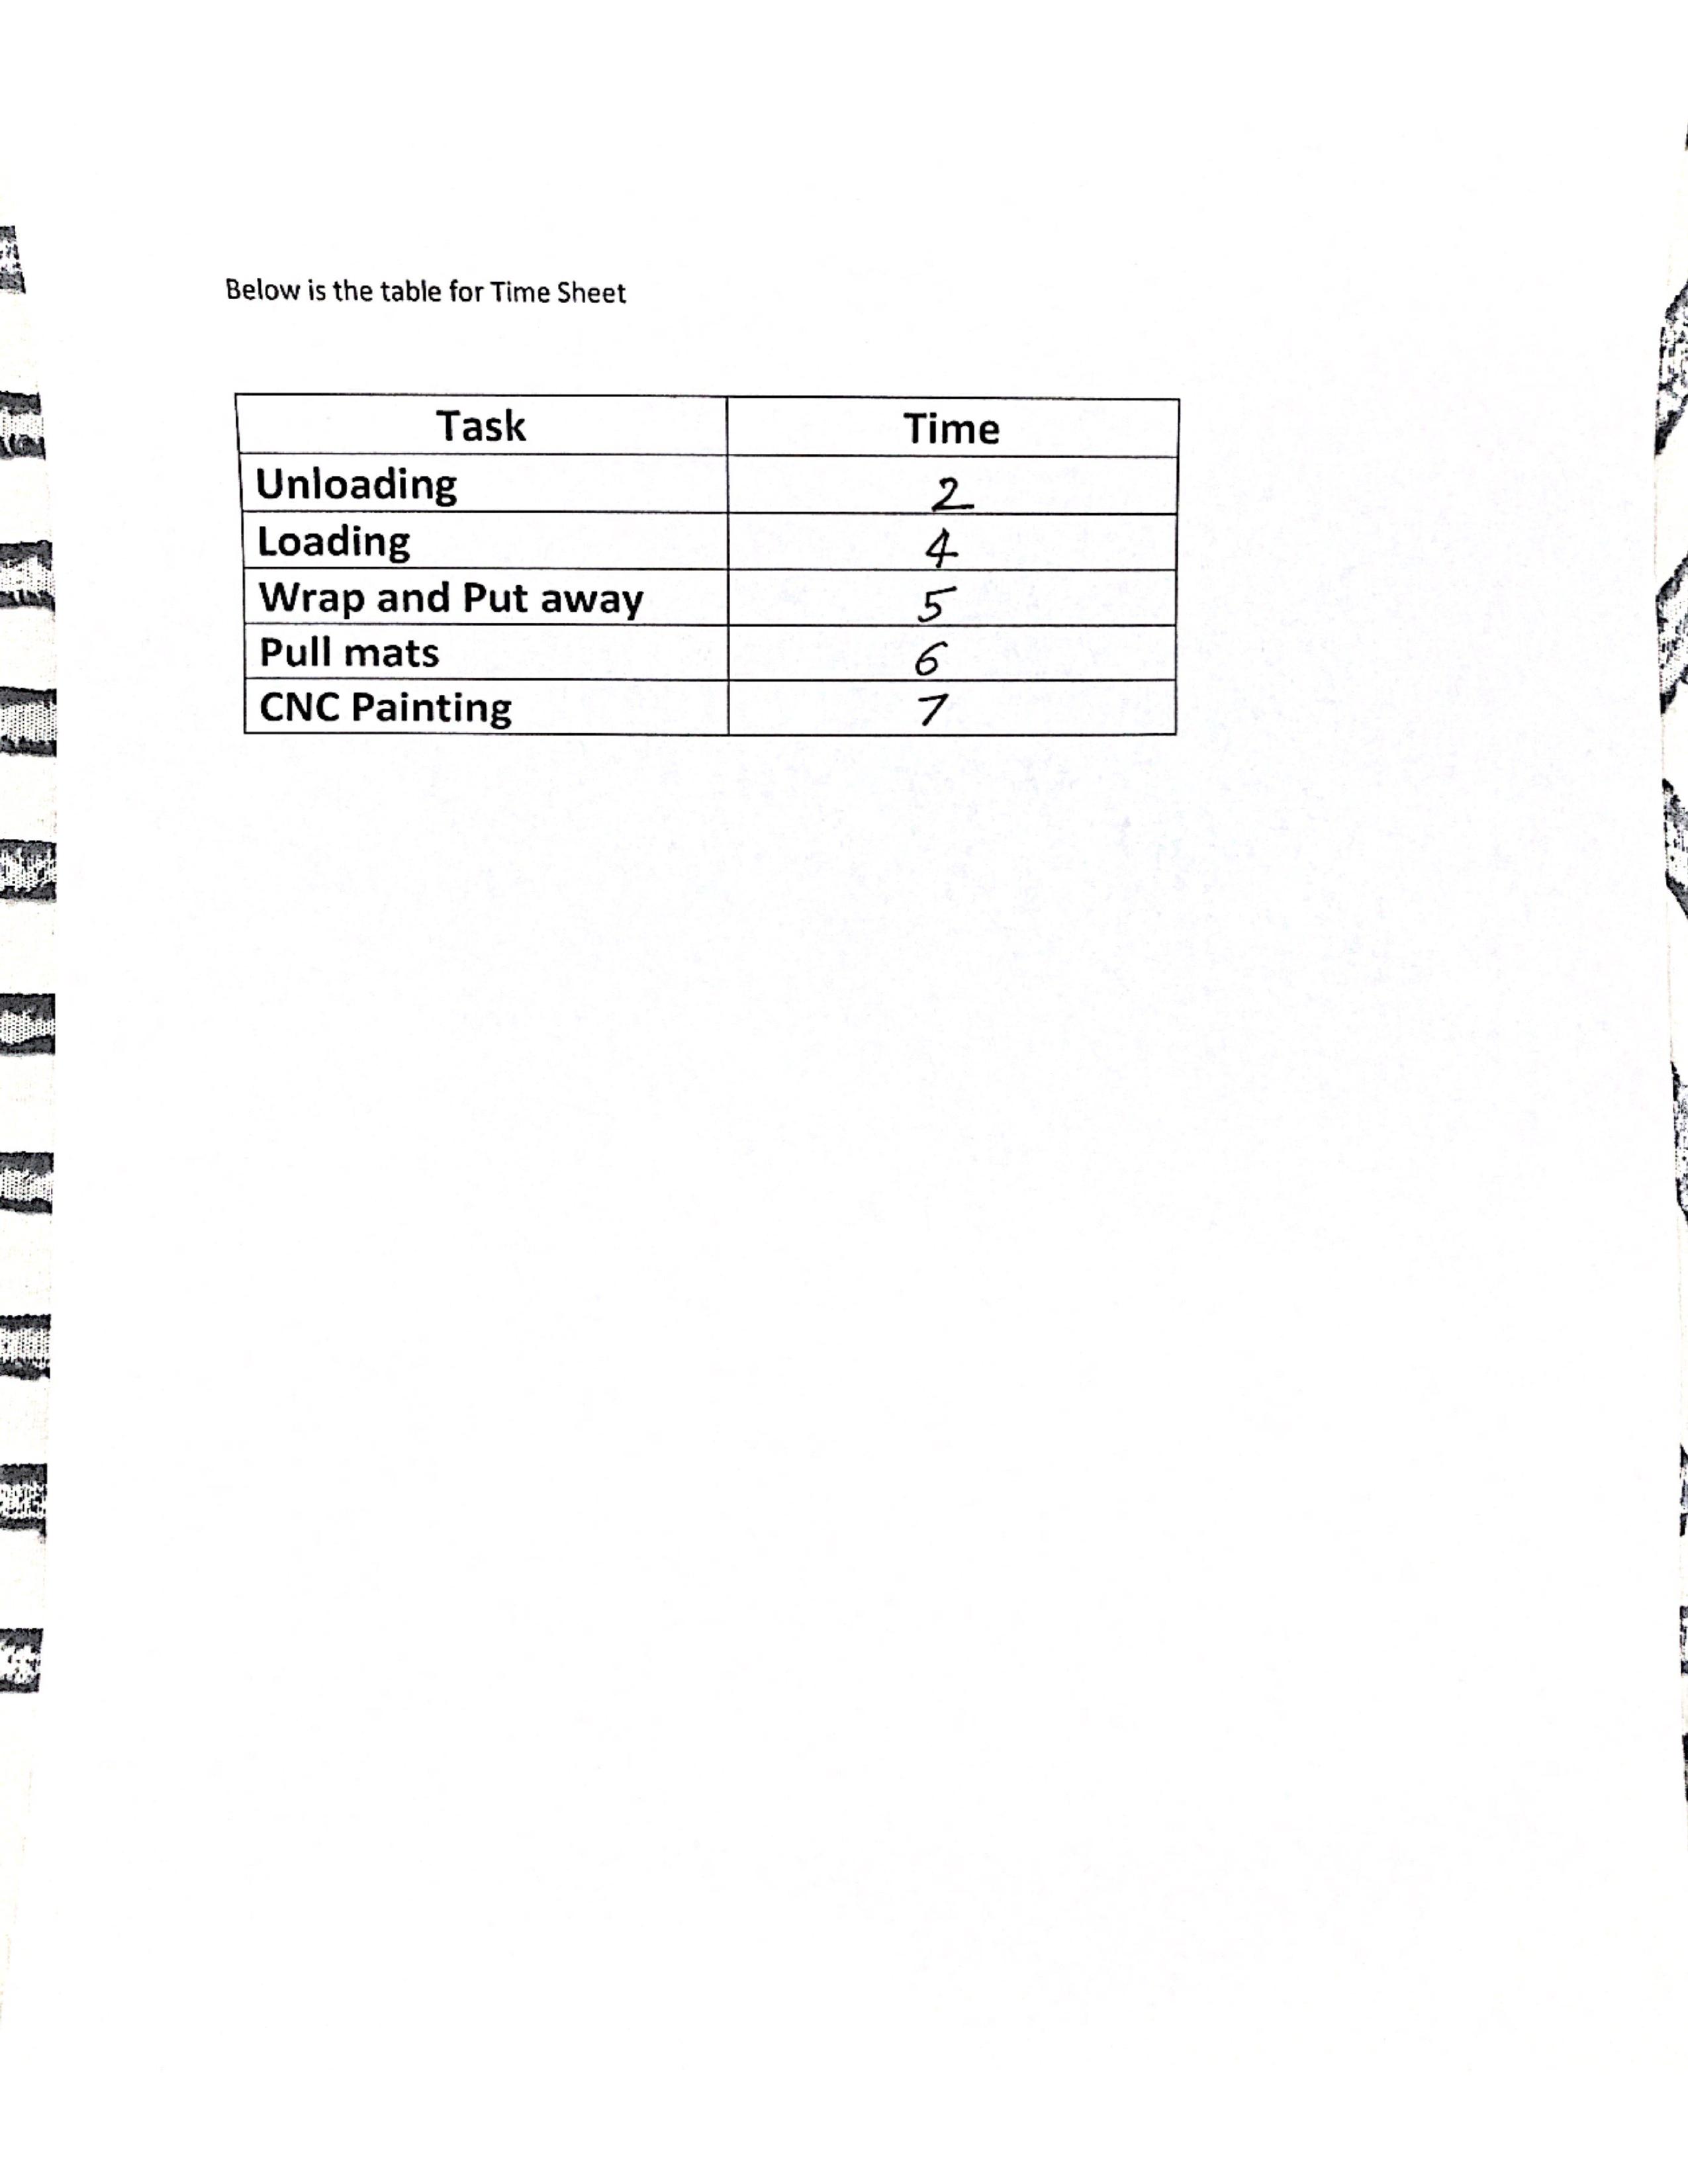 Below is the table for Time Sheet
Task Time
Unloading 2
Loading 4
Wrap and Put away 5
Pull mats 6
CNC Painting 7